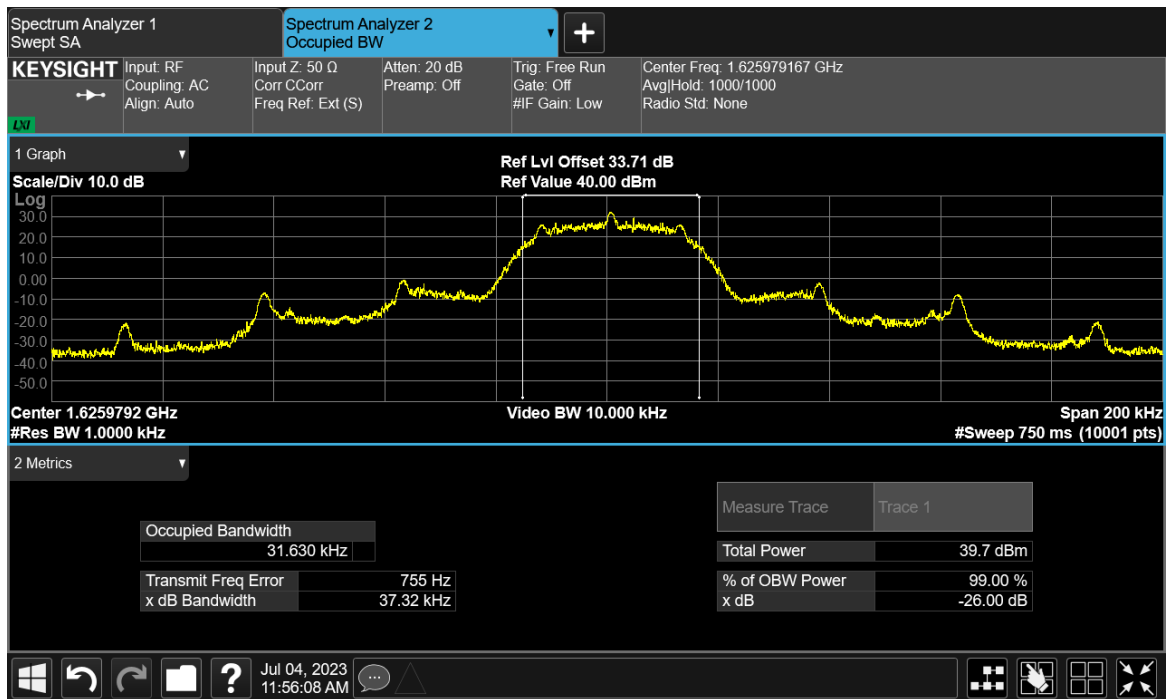 Spectrum Analyzer 1
Swept SA
Spectrum Analyzer 2
Occupied BW
KEYSIGHT
LXI
Input: RF
Coupling: AC
Align: Auto
Input Z: 50 Ω
Corr CCorr
Freq Ref: Ext (S)
Atten: 20 dB
Preamp: Off
Trig: Free Run
Gate: Off
#IF Gain: Low
Center Freq: 1.625979167 GHz
Avg|Hold: 1000/1000
Radio Std: None
1 Graph
Scale/Div 10.0 dB
Ref Lvl Offset 33.71 dB
Ref Value 40.00 dBm
Log
30.0
20.0
10.0
0.00
-10.0
-20.0
-30.0
-40.0
-50.0
Center 1.6259792 GHz
#Res BW 1.0000 kHz
Video BW 10.000 kHz
Span 200 kHz
#Sweep 750 ms (10001 pts)
2 Metrics
Occupied Bandwidth
31.630 kHz
Transmit Freq Error 755 Hz
x dB Bandwidth 37.32 kHz
Measure Trace Trace 1
Total Power 39.7 dBm
% of OBW Power 99.00 %
x dB -26.00 dB
?
Jul 04, 2023
11:56:08 AM